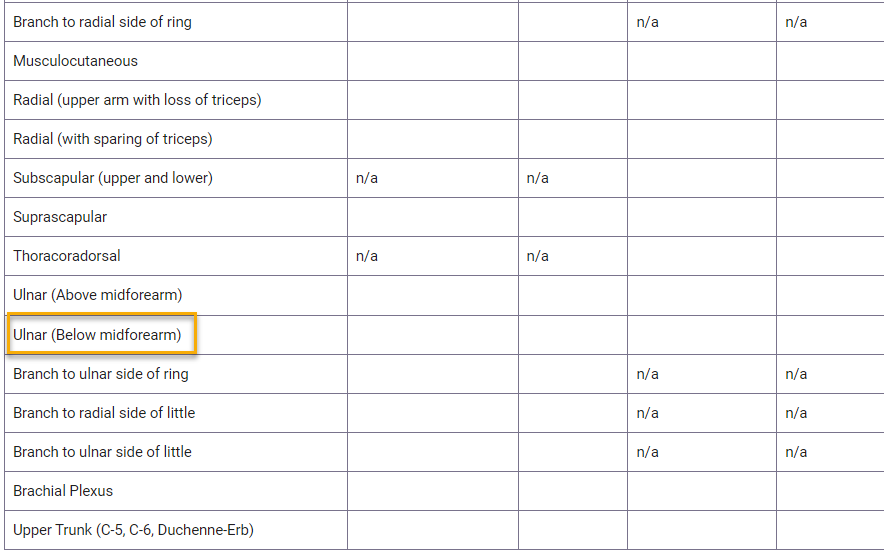 Branch to radial side of ring n/a n/a
Musculocutaneous
Radial (upper arm with loss of triceps)
Radial (with sparing of triceps)
Subscapular (upper and lower) n/a n/a
Suprascapular
Thoracoradorsal n/a n/a
Ulnar (Above midforearm)
Ulnar (Below midforearm)
Branch to ulnar side of ring n/a n/a
Branch to radial side of little n/a n/a
Branch to ulnar side of little n/a n/a
Brachial Plexus
Upper Trunk (C-5, C-6, Duchenne-Erb)